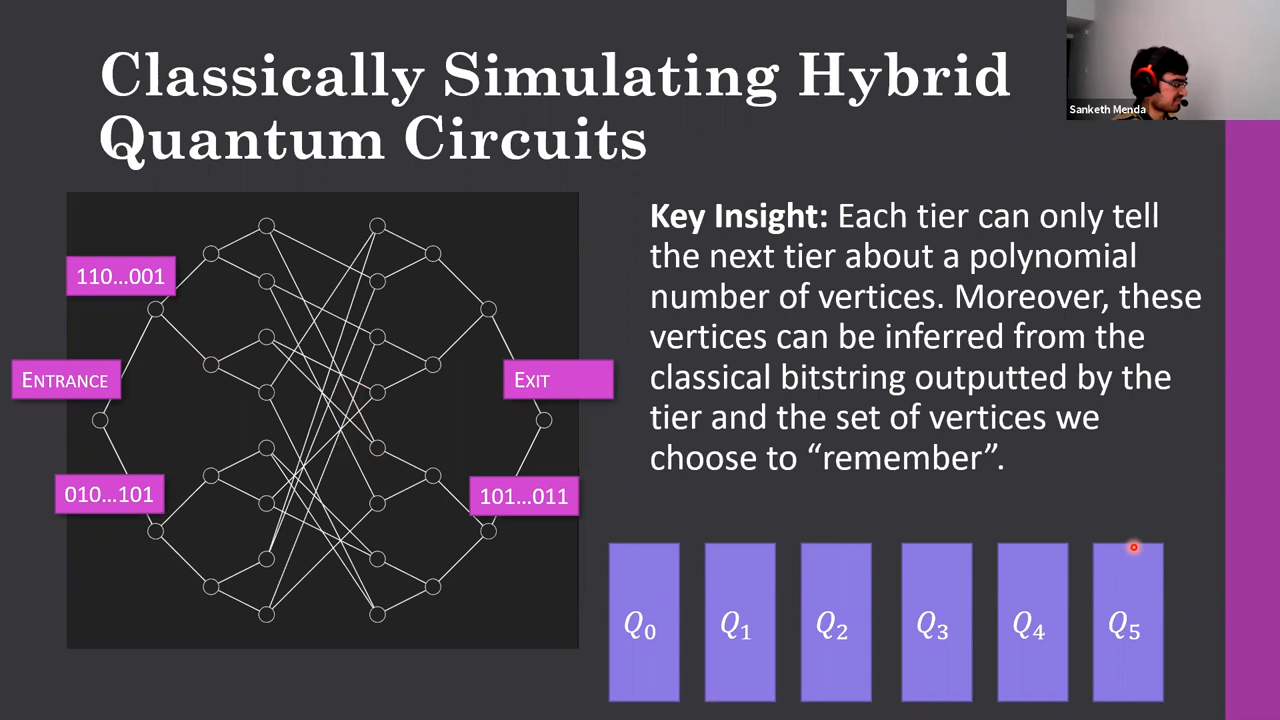 Classically Simulating Hybrid
Quantum Circuits
Sanketh Menda
110...001
ENTRANCE
010...101
EXIT
101...011
Key Insight: Each tier can only tell
the next tier about a polynomial
number of vertices. Moreover, these
vertices can be inferred from the
classical bitstring outputted by the
tier and the set of vertices we
choose to “remember”.
Q0 Q1 Q2 Q3 Q4 Q5